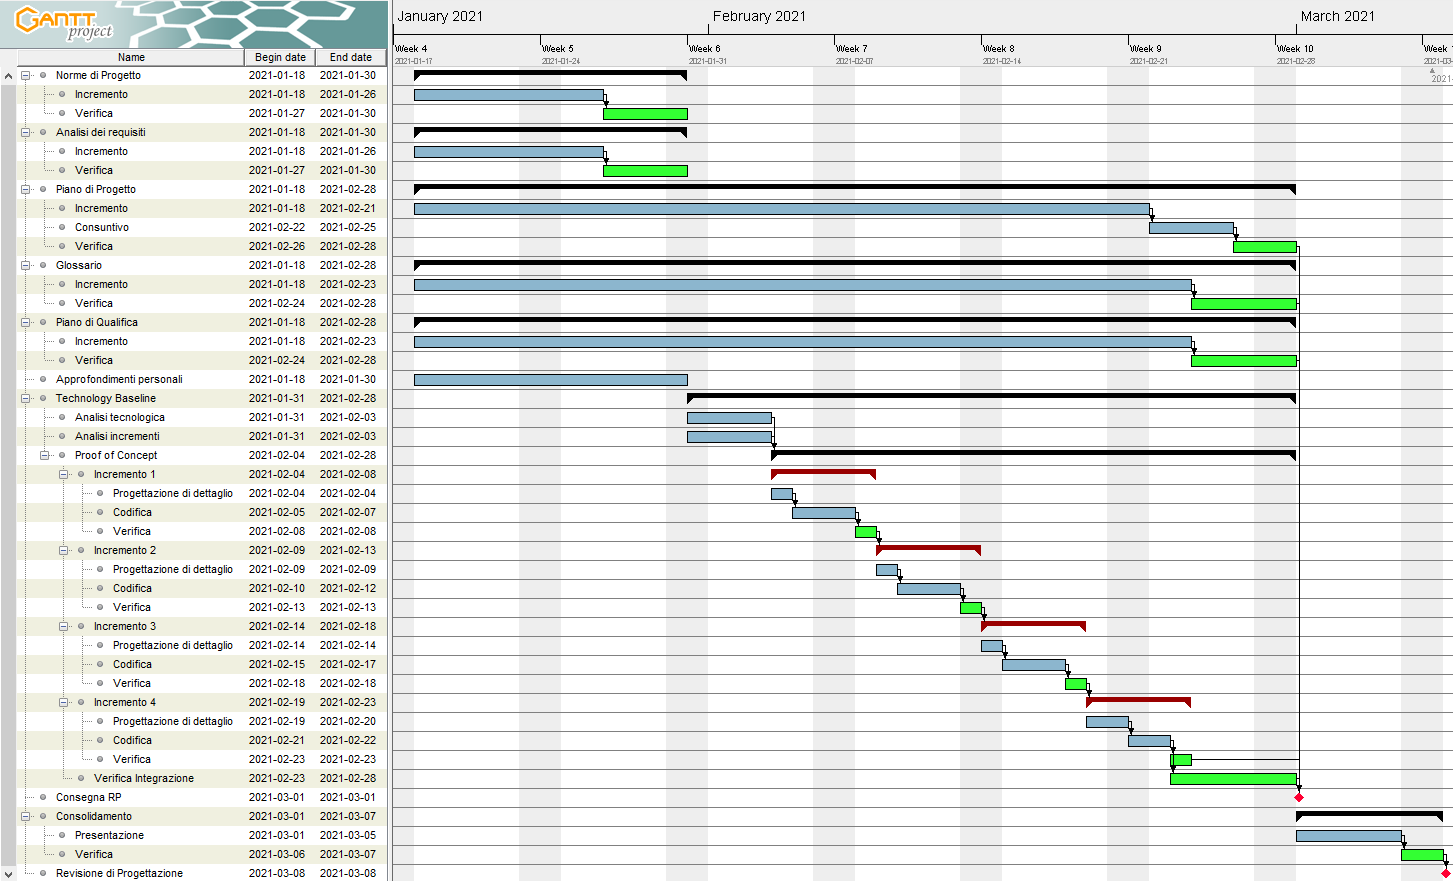 GANTT
project
January 2021
February 2021
March 2021
Week 4
Week 5
Week 6
Week 7
Week 8
Week 9
Week 10
Week
2021-01-17
2021-01-24
2021-01-31
2021-02-07
2021-02-14
2021-02-21
2021-02-28
2021-03-
2021-
Name Begin date End date
Norme di Progetto 2021-01-18 2021-01-30
Incremento 2021-01-18 2021-01-26
Verifica 2021-01-27 2021-01-30
Analisi dei requisiti 2021-01-18 2021-01-30
Incremento 2021-01-18 2021-01-26
Verifica 2021-01-27 2021-01-30
Piano di Progetto 2021-01-18 2021-02-28
Incremento 2021-01-18 2021-02-21
Consuntivo 2021-02-22 2021-02-25
Verifica 2021-02-26 2021-02-28
Glossario 2021-01-18 2021-02-28
Incremento 2021-01-18 2021-02-23
Verifica 2021-02-24 2021-02-28
Piano di Qualifica 2021-01-18 2021-02-28
Incremento 2021-01-18 2021-02-23
Verifica 2021-02-24 2021-02-28
Approfondimenti personali 2021-01-18 2021-01-30
Technology Baseline 2021-01-31 2021-02-28
Analisi tecnologica 2021-01-31 2021-02-03
Analisi incrementi 2021-01-31 2021-02-03
Proof of Concept 2021-02-04 2021-02-28
Incremento 1 2021-02-04 2021-02-08
Progettazione di dettaglio 2021-02-04 2021-02-04
Codifica 2021-02-05 2021-02-07
Verifica 2021-02-08 2021-02-08
Incremento 2 2021-02-09 2021-02-13
Progettazione di dettaglio 2021-02-09 2021-02-09
Codifica 2021-02-10 2021-02-12
Verifica 2021-02-13 2021-02-13
Incremento 3 2021-02-14 2021-02-18
Progettazione di dettaglio 2021-02-14 2021-02-14
Codifica 2021-02-15 2021-02-17
Verifica 2021-02-18 2021-02-18
Incremento 4 2021-02-19 2021-02-23
Progettazione di dettaglio 2021-02-19 2021-02-20
Codifica 2021-02-21 2021-02-22
Verifica 2021-02-23 2021-02-23
Verifica Integrazione 2021-02-23 2021-02-28
Consegna RP 2021-03-01 2021-03-01
Consolidamento 2021-03-01 2021-03-07
Presentazione 2021-03-01 2021-03-05
Verifica 2021-03-06 2021-03-07
Revisione di Progettazione 2021-03-08 2021-03-08